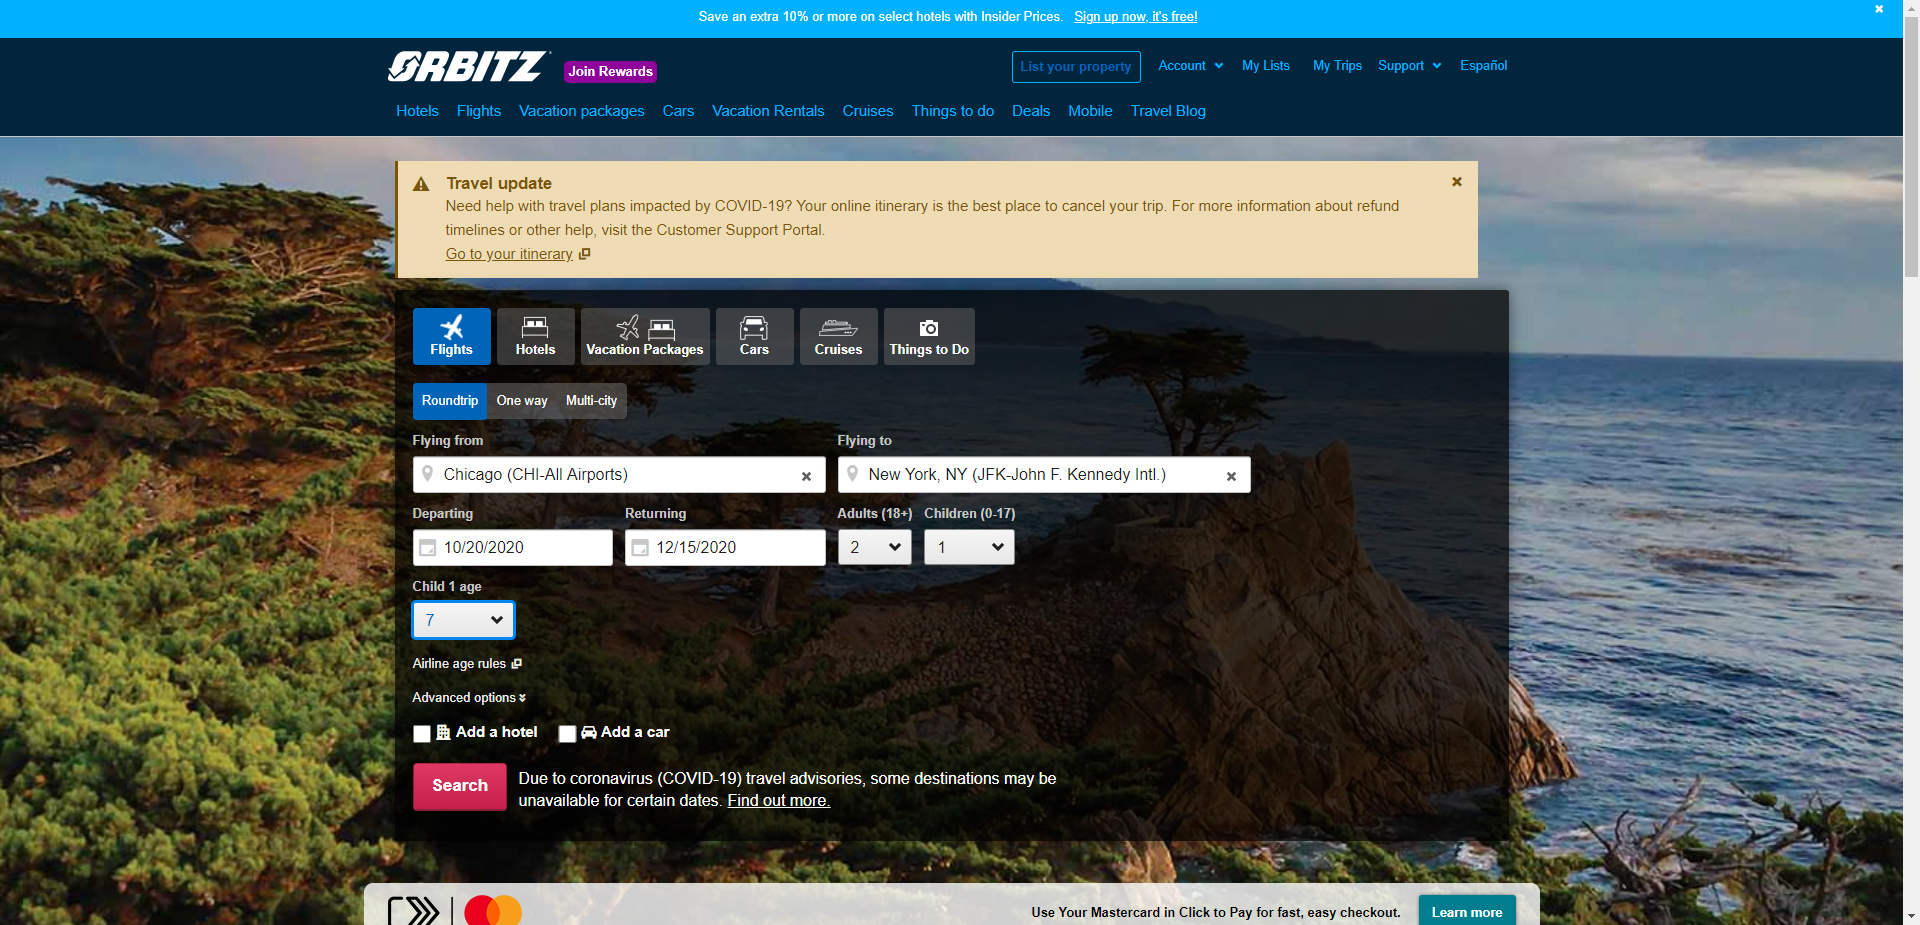 Save an extra 10% or more on select hotels with Insider Prices. Sign up now, it's free!
ORBITZ Join Rewards
List your property Account My Lists My Trips Support Español
Hotels Flights Vacation packages Cars Vacation Rentals Cruises Things to do Deals Mobile Travel Blog
Travel update
Need help with travel plans impacted by COVID-19? Your online itinerary is the best place to cancel your trip. For more information about refund
timelines or other help, visit the Customer Support Portal.
Go to your itinerary
Flights Hotels Vacation Packages Cars Cruises Things to Do
Roundtrip One way Multi-city
Flying from Flying to
Chicago (CHI-All Airports) New York, NY (JFK-John F. Kennedy Intl.)
Departing Returning Adults (18+) Children (0-17)
10/20/2020 12/15/2020 2 1
Child 1 age
7
Airline age rules
Advanced options
Add a hotel Add a car
Search
Due to coronavirus (COVID-19) travel advisories, some destinations may be
unavailable for certain dates. Find out more.
Use Your Mastercard in Click to Pay for fast, easy checkout. Learn more